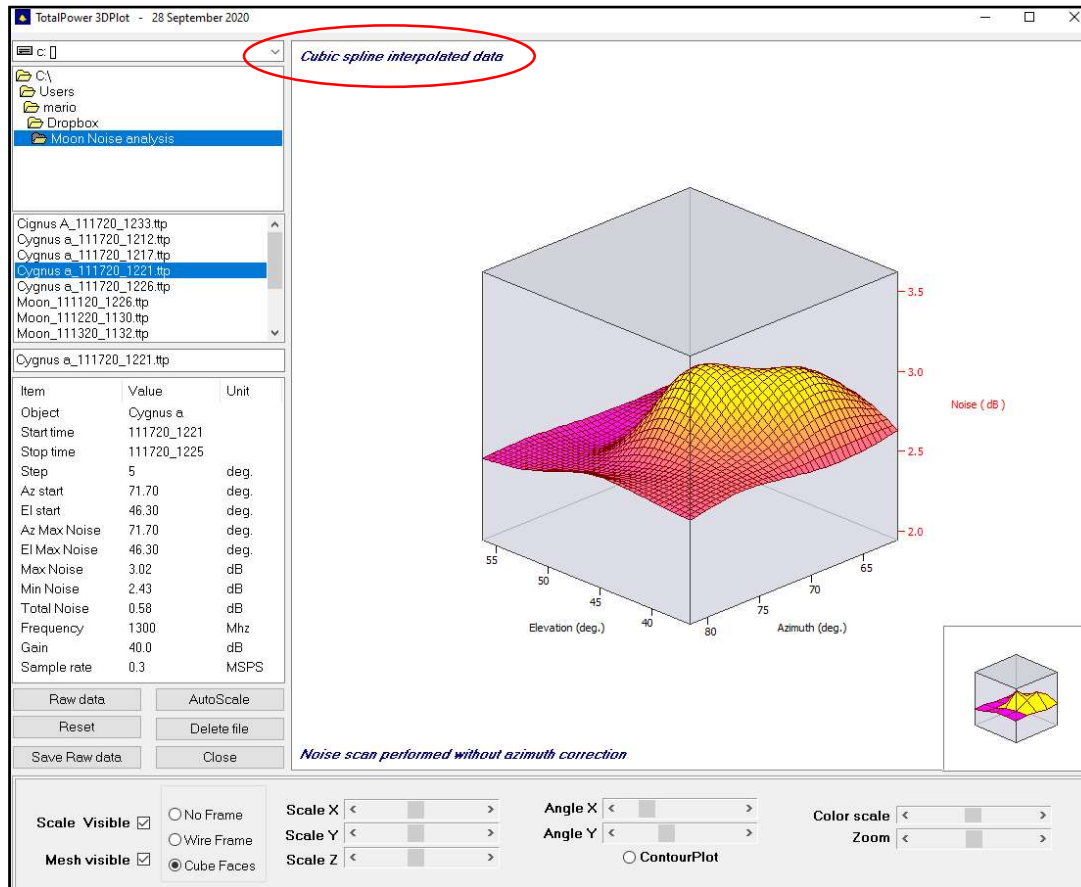 TotalPower 3DPlot - 28 September 2020
c: []
Cubic spline interpolated data
C:\
Users
mario
Dropbox
Moon Noise analysis
Cignus A_111720_1233.ttp
Cygnus a_111720_1212.ttp
Cygnus a_111720_1217.ttp
Cygnus a_111720_1221.ttp
Cygnus a_111720_1226.ttp
Moon_111120_1226.ttp
Moon_111220_1130.ttp
Moon_111320_1132.ttp
Cygnus a_111720_1221.ttp
Item Value Unit
Object Cygnus a
Start time 111720_1221
Stop time 111720_1225
Step 5 deg.
Az start 71.70 deg.
El start 46.30 deg.
Az Max Noise 71.70 deg.
El Max Noise 46.30 deg.
Max Noise 3.02 dB
Min Noise 2.43 dB
Total Noise 0.58 dB
Frequency 1300 Mhz
Gain 40.0 dB
Sample rate 0.3 MSPS
3.5
3.0
Noise ( dB )
2.5
2.0
55 50 45 40
Elevation (deg.)
80 75 70 65
Azimuth (deg.)
Raw data AutoScale
Reset Delete file
Save Raw data Close
Noise scan performed without azimuth correction
Scale Visible
Mesh visible
No Frame
Wire Frame
Cube Faces
Scale X
Scale Y
Scale Z
Angle X
Angle Y
ContourPlot
Color scale
Zoom